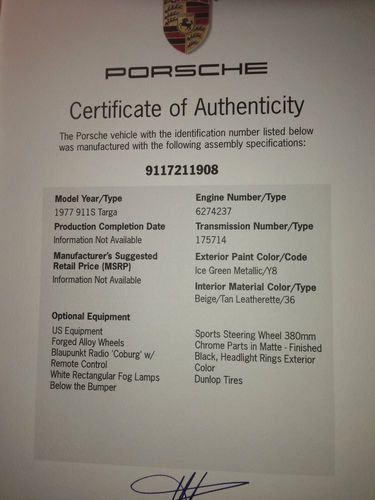 PORSCHE
Certificate of Authenticity
The Porsche vehicle with the identification number listed below
was manufactured with the following assembly specifications:
9117211908
Model Year/Type
1977 911S Targa
Production Completion Date
Information Not Available
Manufacturer's Suggested
Retail Price (MSRP)
Information Not Available
Engine Number/Type
6274237
Transmission Number/Type
175714
Exterior Paint Color/Code
Ice Green Metallic/Y8
Interior Material Color/Type
Beige/Tan Leatherette/36
Optional Equipment
US Equipment
Forged Alloy Wheels
Blaupunkt Radio 'Coburg' w/
Remote Control
White Rectangular Fog Lamps
Below the Bumper
Sports Steering Wheel 380mm
Chrome Parts in Matte - Finished
Black, Headlight Rings Exterior
Color
Dunlop Tires